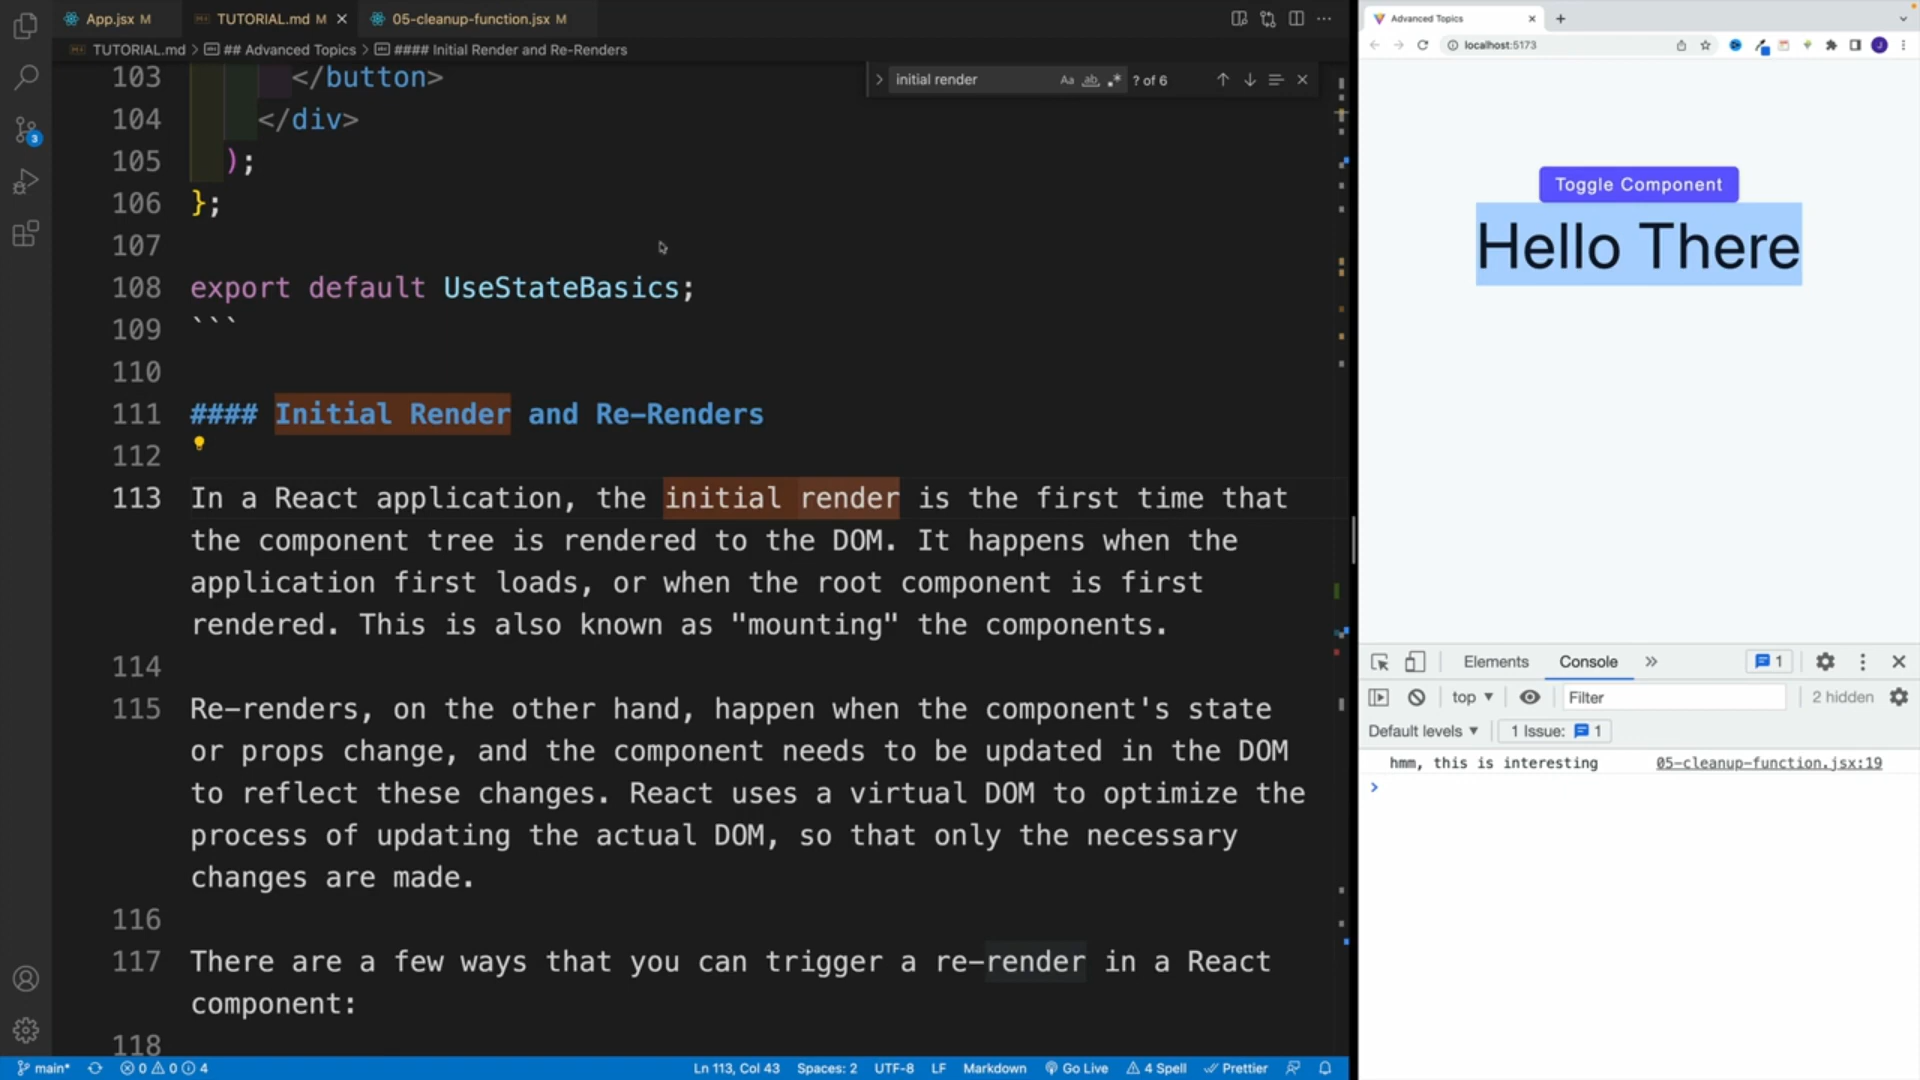 App.jsx M
TUTORIAL.md M
05-cleanup-function.jsx M
TUTORIAL.md > ## Advanced Topics > #### Initial Render and Re-Renders
initial render
Aa
ab
? of 6
103 </button>
104 </div>
105 );
106 };
107
108 export default UseStateBasics;
109 ```
110
111 #### Initial Render and Re-Renders
112
113 In a React application, the initial render is the first time that
the component tree is rendered to the DOM. It happens when the
application first loads, or when the root component is first
rendered. This is also known as "mounting" the components.
114
115 Re-renders, on the other hand, happen when the component's state
or props change, and the component needs to be updated in the DOM
to reflect these changes. React uses a virtual DOM to optimize the
process of updating the actual DOM, so that only the necessary
changes are made.
116
117 There are a few ways that you can trigger a re-render in a React
component:
118
3
main* 0 0 4
Ln 113, Col 43 Spaces: 2 UTF-8 LF Markdown Go Live 4 Spell Prettier
Advanced Topics
localhost:5173
J
Toggle Component
Hello There
Elements Console 1
top Filter 2 hidden
Default levels 1 Issue: 1
hmm, this is interesting 05-cleanup-function.jsx:19